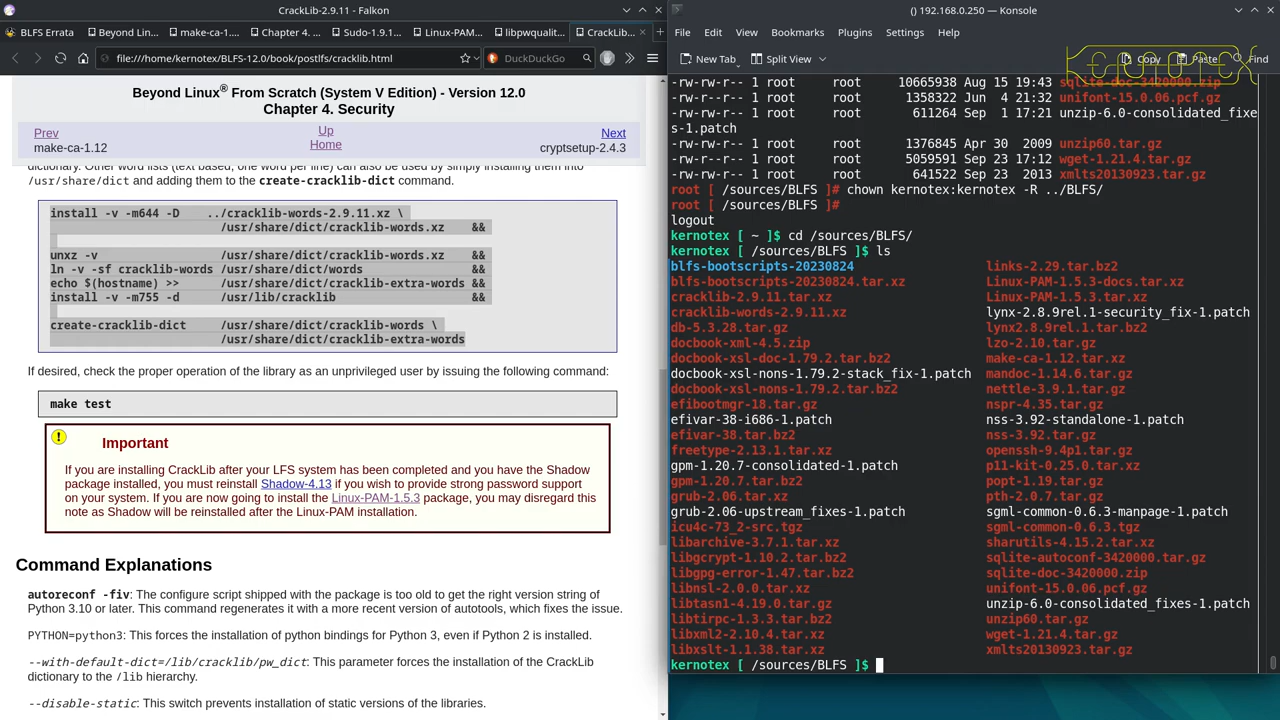 CrackLib-2.9.11 - Falkon
BLFS Errata
Beyond Lin...
make-ca-1....
Chapter 4. ...
Sudo-1.9.1...
Linux-PAM...
libpwqualit...
CrackLib...
file:///home/kernotex/BLFS-12.0/book/postlfs/cracklib.html
DuckDuckGo
Beyond Linux® From Scratch (System V Edition) - Version 12.0
Chapter 4. Security
Prev
Up
Next
make-ca-1.12
Home
cryptsetup-2.4.3
dictionary. Other word lists (text based, one word per line) can also be used by simply installing them into
/usr/share/dict and adding them to the create-cracklib-dict command.
install -v -m644 -D    ../cracklib-words-2.9.11.xz \
/usr/share/dict/cracklib-words.xz    &&
unxz -v                /usr/share/dict/cracklib-words.xz    &&
ln -v -sf cracklib-words /usr/share/dict/words              &&
echo $(hostname) >>    /usr/share/dict/cracklib-extra-words &&
install -v -m755 -d    /usr/lib/cracklib                    &&
create-cracklib-dict   /usr/share/dict/cracklib-words \
/usr/share/dict/cracklib-extra-words
If desired, check the proper operation of the library as an unprivileged user by issuing the following command:
make test
Important
If you are installing CrackLib after your LFS system has been completed and you have the Shadow
package installed, you must reinstall Shadow-4.13 if you wish to provide strong password support
on your system. If you are now going to install the Linux-PAM-1.5.3 package, you may disregard this
note as Shadow will be reinstalled after the Linux-PAM installation.
Command Explanations
autoreconf -fiv: The configure script shipped with the package is too old to get the right version string of
Python 3.10 or later. This command regenerates it with a more recent version of autotools, which fixes the issue.
PYTHON=python3: This forces the installation of python bindings for Python 3, even if Python 2 is installed.
--with-default-dict=/lib/cracklib/pw_dict: This parameter forces the installation of the CrackLib
dictionary to the /lib hierarchy.
--disable-static: This switch prevents installation of static versions of the libraries.
() 192.168.0.250 — Konsole
File
Edit
View
Bookmarks
Plugins
Settings
Help
New Tab
Split View
Copy
Paste
Find
Kernotex
-rw-rw-r-- 1 root     root     10665938 Aug 15 19:43 sqlite-doc-3420000.zip
-rw-rw-r-- 1 root     root      1358322 Jun  4 21:32 unifont-15.0.06.pcf.gz
-rw-rw-r-- 1 root     root       611264 Sep  1 17:21 unzip-6.0-consolidated_fixe
s-1.patch
-rw-rw-r-- 1 root     root      1376845 Apr 30  2009 unzip60.tar.gz
-rw-rw--r-- 1 root     root      5059591 Sep 23 17:12 wget-1.21.4.tar.gz
-rw-rw-r-- 1 root     root       641522 Sep 23  2013 xmlts20130923.tar.gz
root [ /sources/BLFS ]# chown kernotex:kernotex -R ../BLFS/
root [ /sources/BLFS ]#
logout
kernotex [ ~ ]$ cd /sources/BLFS/
kernotex [ /sources/BLFS ]$ ls
blfs-bootscripts-20230824                links-2.29.tar.bz2
blfs-bootscripts-20230824.tar.xz         Linux-PAM-1.5.3-docs.tar.xz
cracklib-2.9.11.tar.xz                   Linux-PAM-1.5.3.tar.xz
cracklib-words-2.9.11.xz                 lynx-2.8.9rel.1-security_fix-1.patch
db-5.3.28.tar.gz                         lynx2.8.9rel.1.tar.bz2
docbook-xml-4.5.zip                      lzo-2.10.tar.gz
docbook-xsl-doc-1.79.2.tar.bz2           make-ca-1.12.tar.xz
docbook-xsl-nons-1.79.2-stack_fix-1.patch  mandoc-1.14.6.tar.gz
docbook-xsl-nons-1.79.2.tar.bz2          nettle-3.9.1.tar.gz
efibootmgr-18.tar.gz                     nspr-4.35.tar.gz
efivar-38-i686-1.patch                   nss-3.92-standalone-1.patch
efivar-38.tar.bz2                        nss-3.92.tar.gz
freetype-2.13.1.tar.xz                   openssh-9.4p1.tar.gz
gpm-1.20.7-consolidated-1.patch          p11-kit-0.25.0.tar.xz
gpm-1.20.7.tar.bz2                       popt-1.19.tar.gz
grub-2.06.tar.xz                         pth-2.0.7.tar.gz
grub-2.06-upstream_fixes-1.patch         sgml-common-0.6.3-manpage-1.patch
icu4c-73_2-src.tgz                       sgml-common-0.6.3.tgz
libarchive-3.7.1.tar.xz                  sharutils-4.15.2.tar.xz
libgcrypt-1.10.2.tar.bz2                 sqlite-autoconf-3420000.tar.gz
libgpg-error-1.47.tar.bz2                sqlite-doc-3420000.zip
libnsl-2.0.0.tar.xz                      unifont-15.0.06.pcf.gz
libtasn1-4.19.0.tar.gz                   unzip-6.0-consolidated_fixes-1.patch
libtirpc-1.3.3.tar.bz2                   unzip60.tar.gz
libxml2-2.10.4.tar.xz                    wget-1.21.4.tar.gz
libxslt-1.1.38.tar.xz                    xmlts20130923.tar.gz
kernotex [ /sources/BLFS ]$